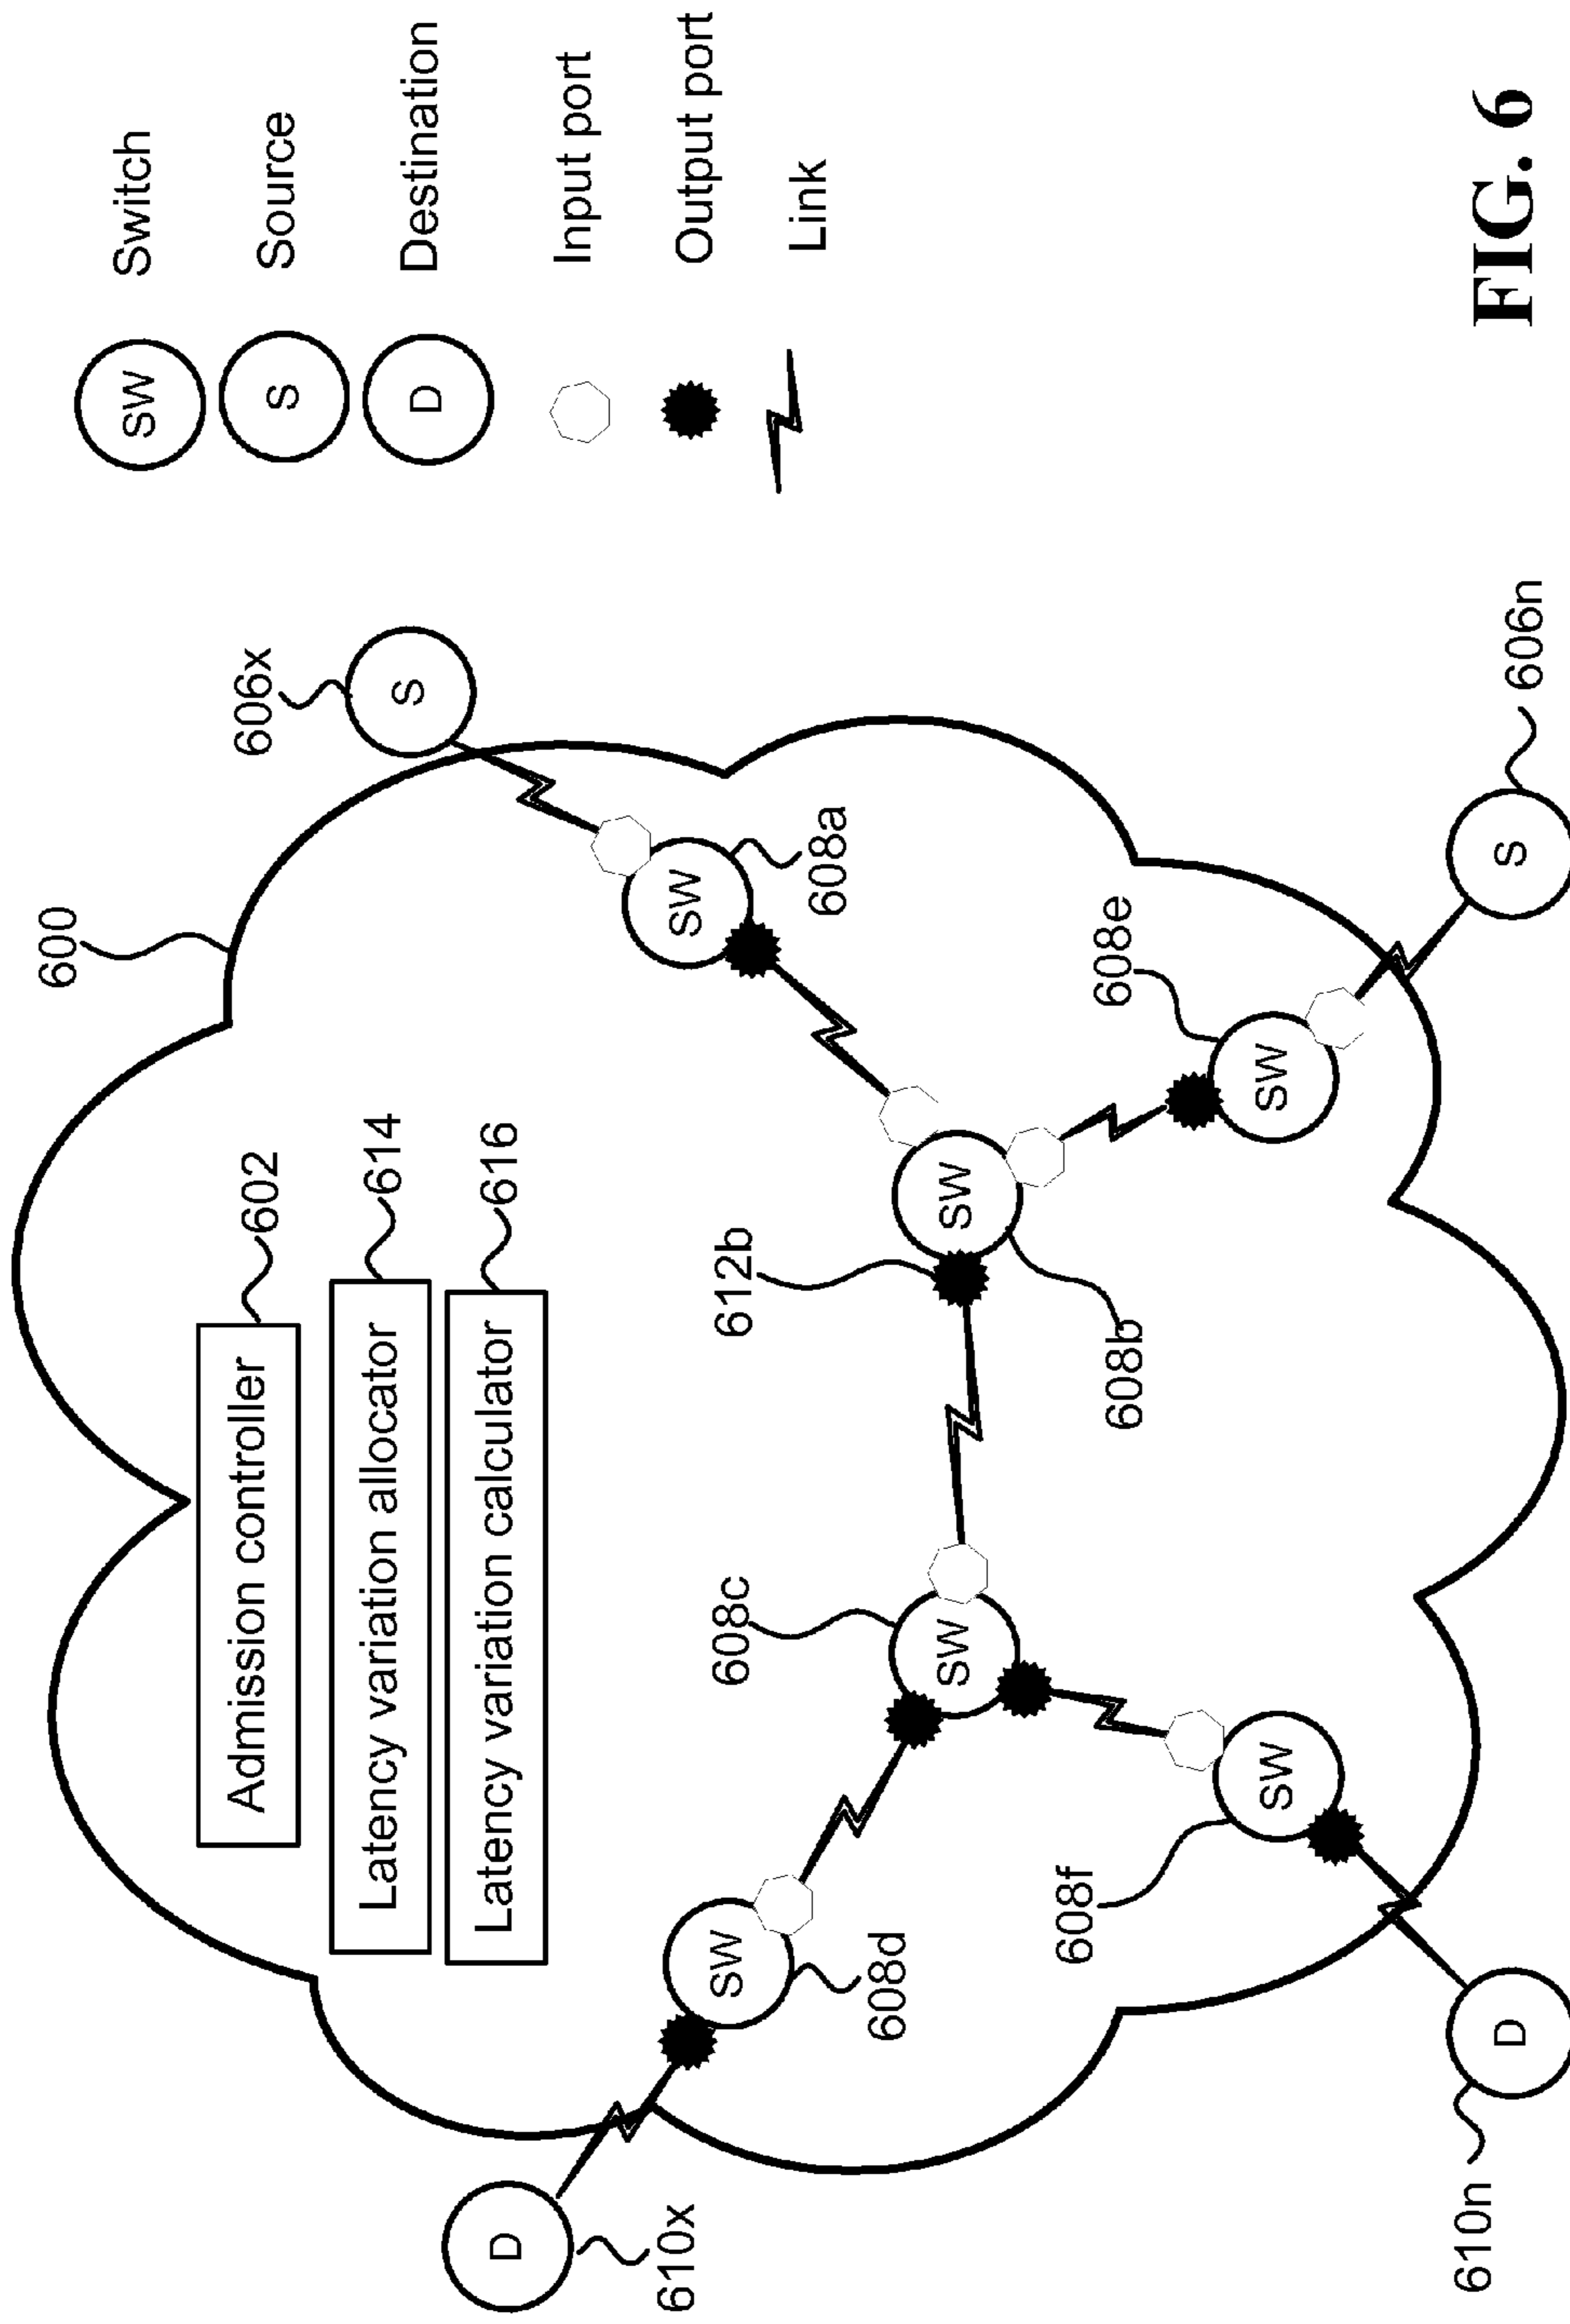 600
606x
Admission controller
602
Latency variation allocator
614
Latency variation calculator
616
D
610x
SW
608d
SW
608c
612b
SW
608b
SW
608a
S
608f
SW
608e
SW
D
610n
S
606n
SW
Switch
S
Source
D
Destination
Input port
Output port
Link
FIG. 6